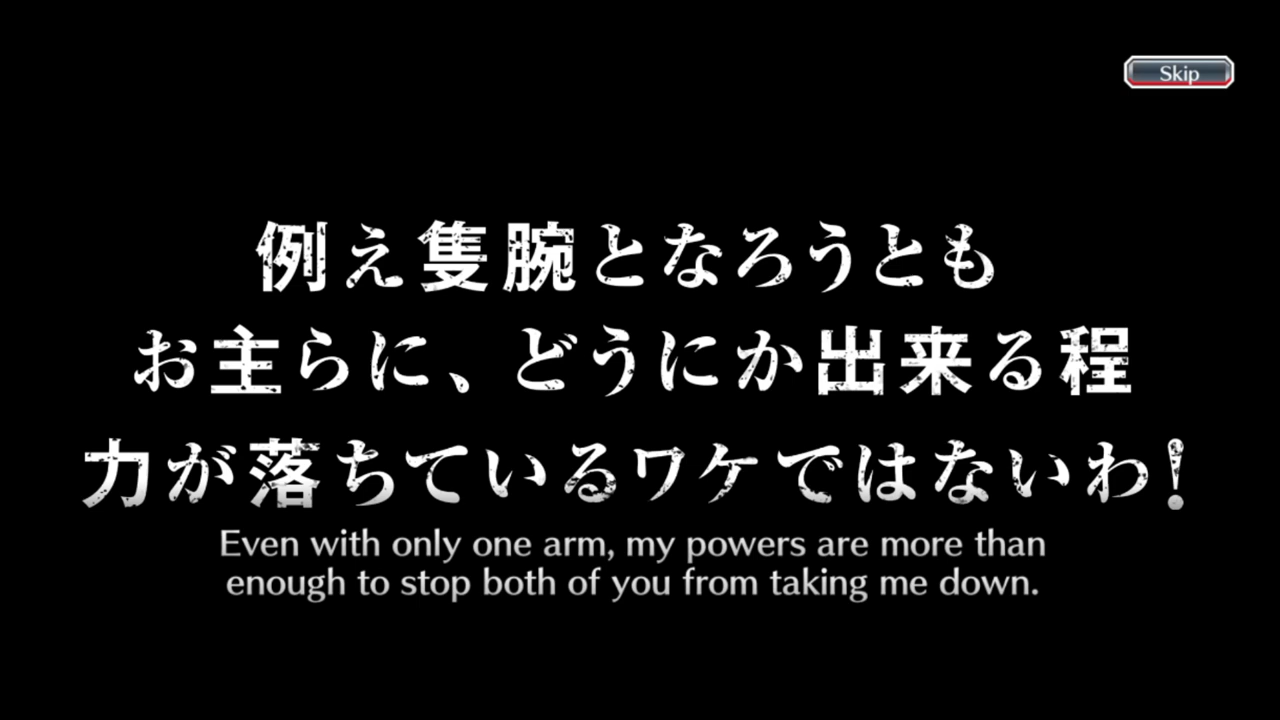 Skip
例え隻腕となろうとも
お主らに、どうにか出来る程
力が落ちているワケではないわ！
Even with only one arm, my powers are more than
enough to stop both of you from taking me down.